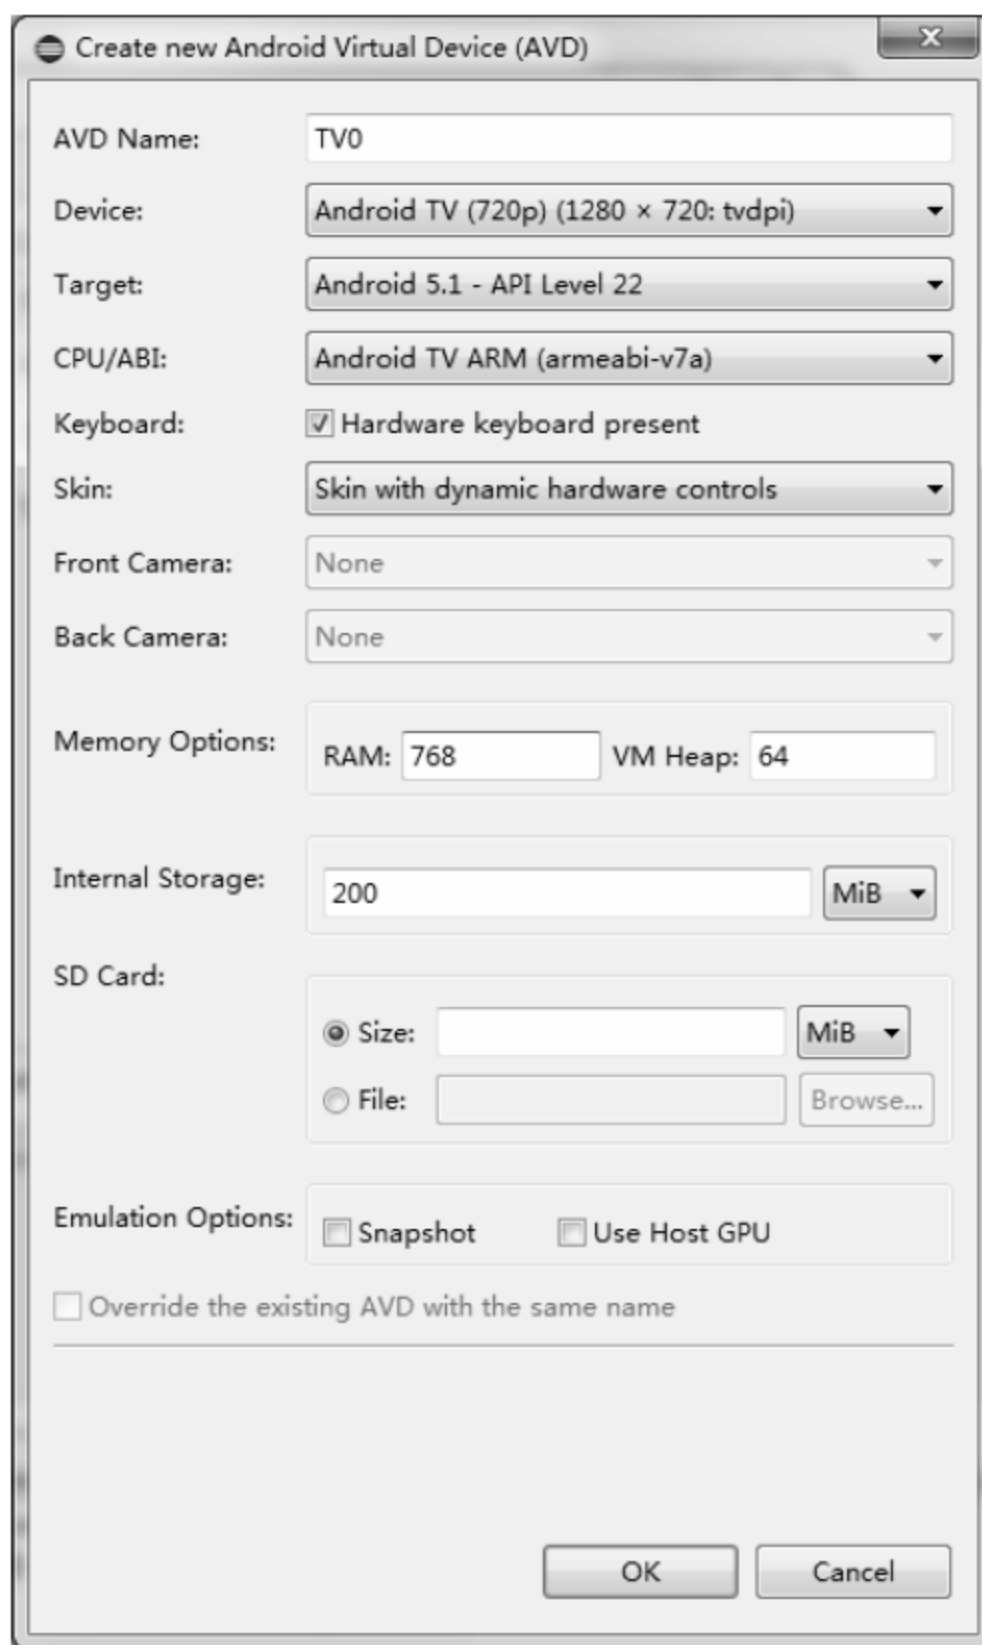 Create new Android Virtual Device (AVD)
AVD Name: TV0
Device: Android TV (720p) (1280 × 720: tvdpi)
Target: Android 5.1 - API Level 22
CPU/ABI: Android TV ARM (armeabi-v7a)
Keyboard: Hardware keyboard present
Skin: Skin with dynamic hardware controls
Front Camera: None
Back Camera: None
Memory Options: RAM: 768 VM Heap: 64
Internal Storage: 200 MiB
SD Card:
Size: MiB
File: Browse...
Emulation Options: Snapshot Use Host GPU
Override the existing AVD with the same name
OK Cancel